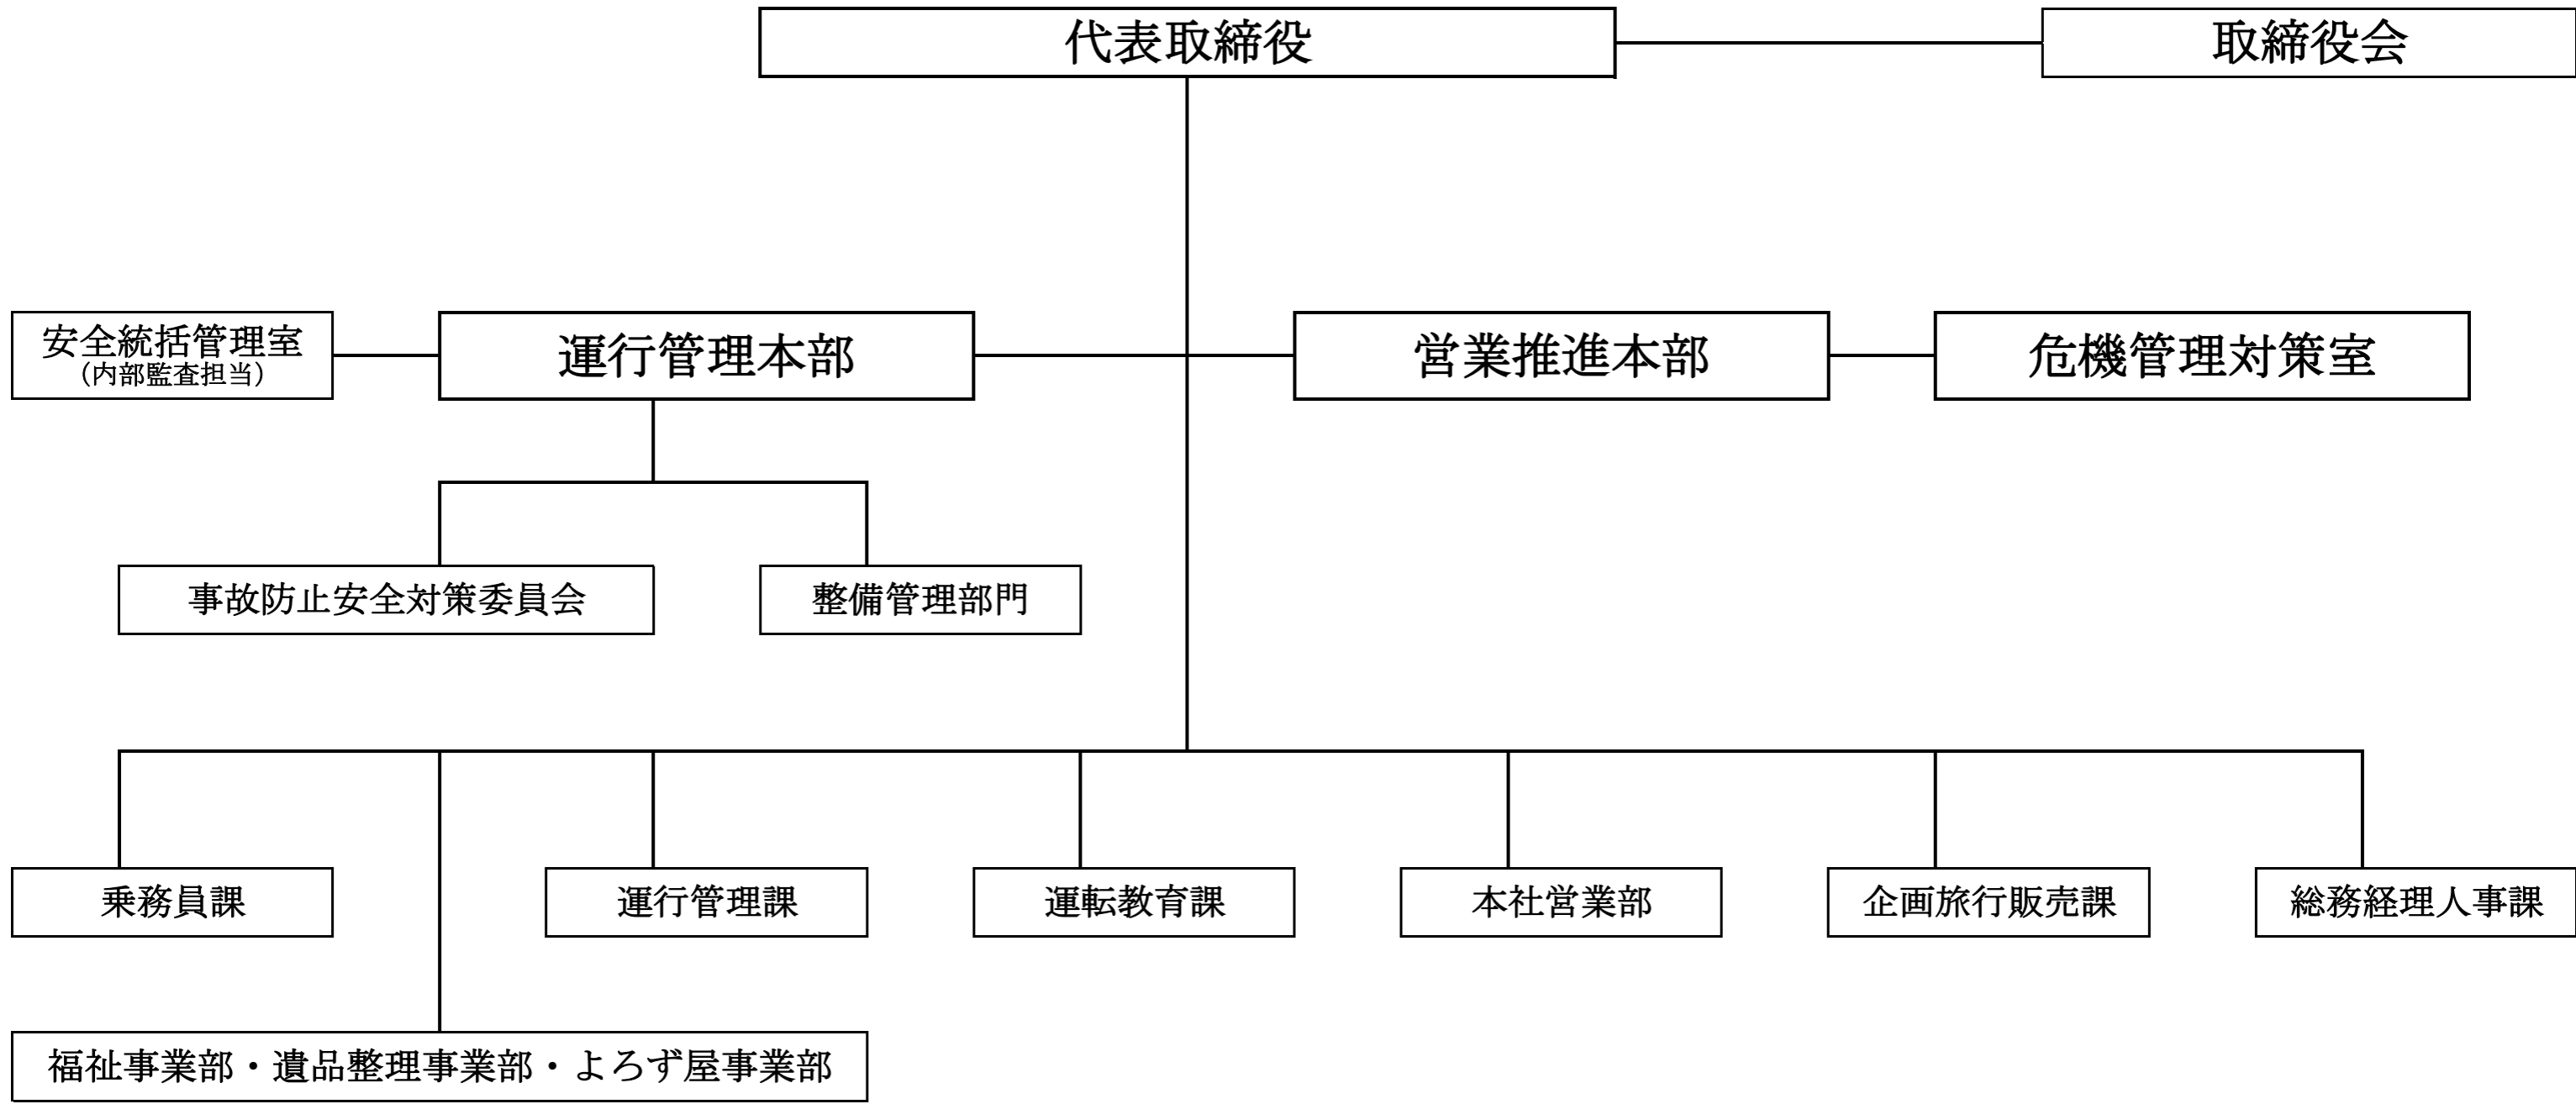 代表取締役
取締役会
安全統括管理室
（内部監査担当）
運行管理本部
営業推進本部
危機管理対策室
事故防止安全対策委員会
整備管理部門
乗務員課
運行管理課
運転教育課
本社営業部
企画旅行販売課
総務経理人事課
福祉事業部・遺品整理事業部・よろず屋事業部